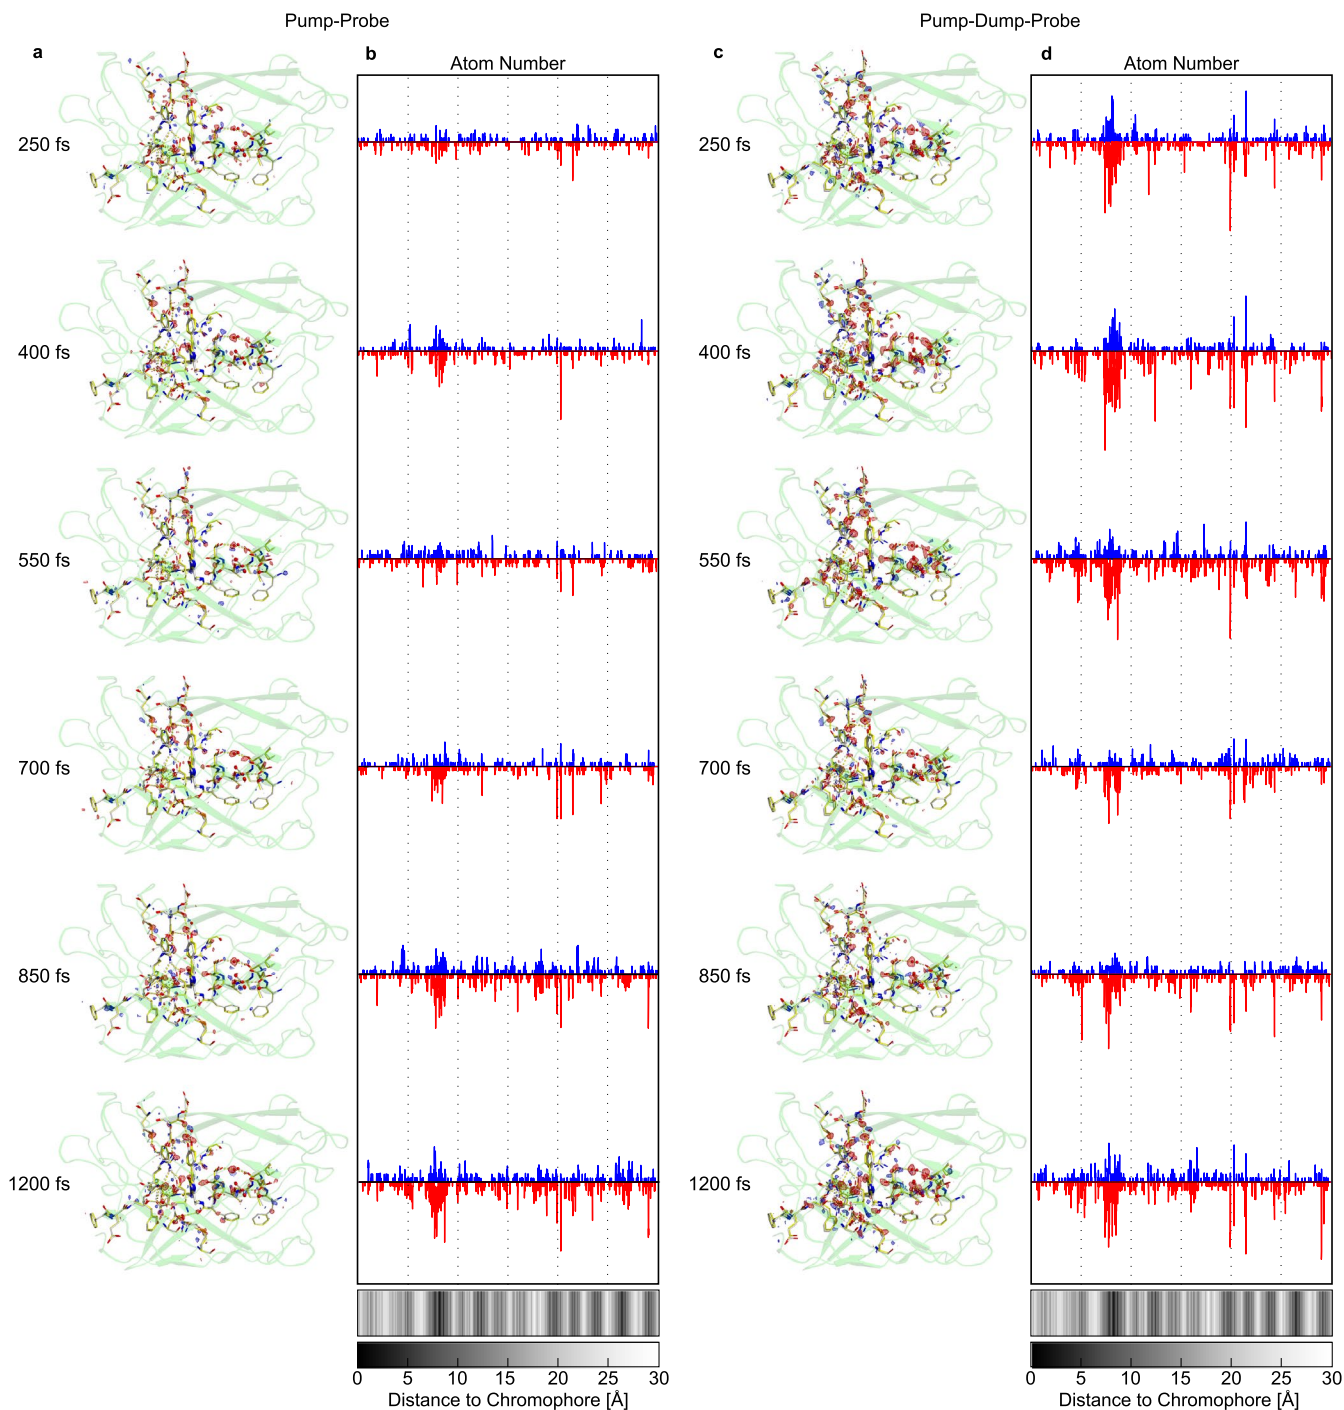 Pump-Probe
Pump-Dump-Probe
a
b
c
d
Atom Number
Atom Number
250 fs
250 fs
400 fs
400 fs
550 fs
550 fs
700 fs
700 fs
850 fs
850 fs
1200 fs
1200 fs
0 5 10 15 20 25 30
0 5 10 15 20 25 30
Distance to Chromophore [Å]
Distance to Chromophore [Å]